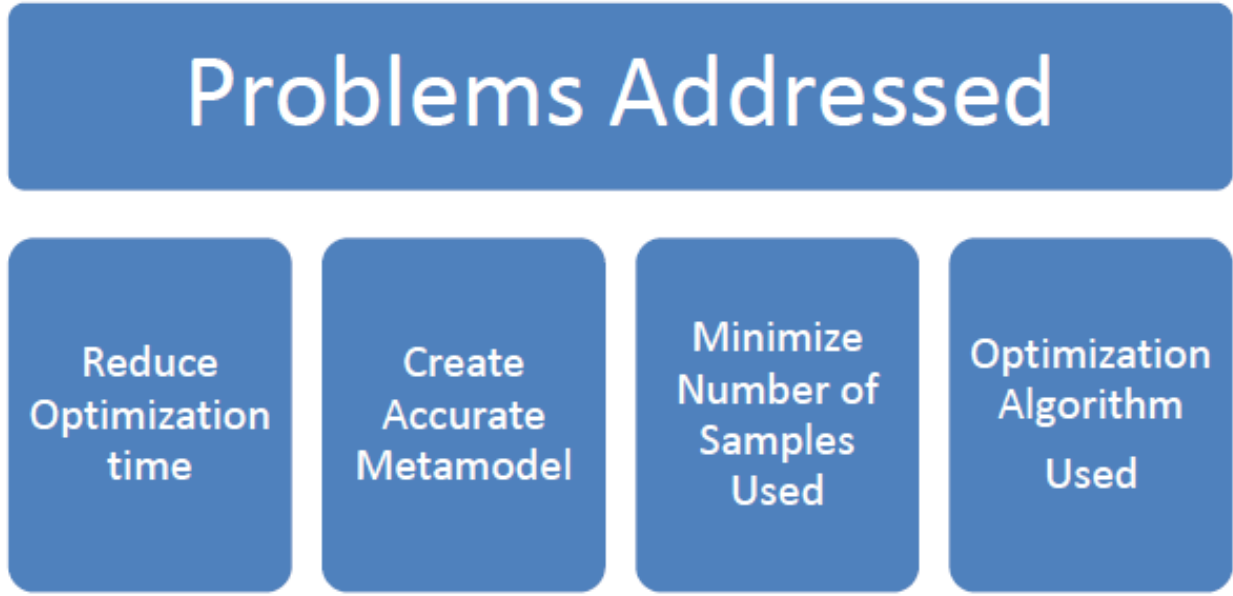 Problems Addressed
Reduce
Optimization
time
Create
Accurate
Metamodel
Minimize
Number of
Samples
Used
Optimization
Algorithm
Used